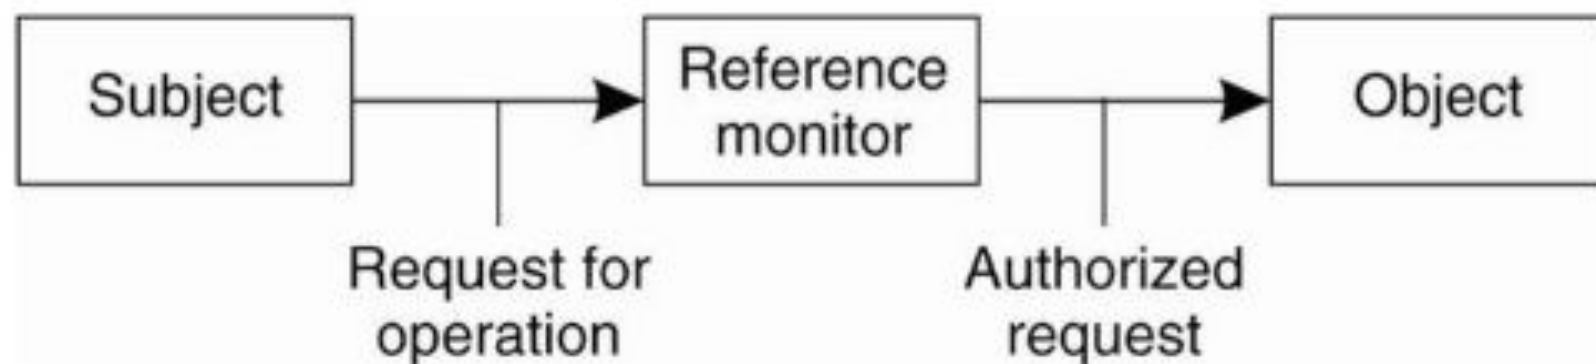 Subject
Reference
monitor
Object
Request for
operation
Authorized
request